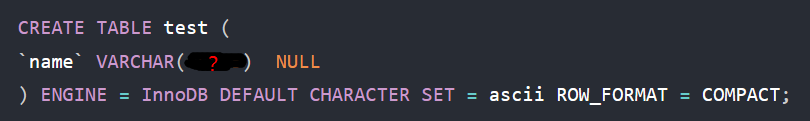 CREATE TABLE test (
`name` VARCHAR( ? )  NULL
) ENGINE = InnoDB DEFAULT CHARACTER SET = ascii ROW_FORMAT = COMPACT;